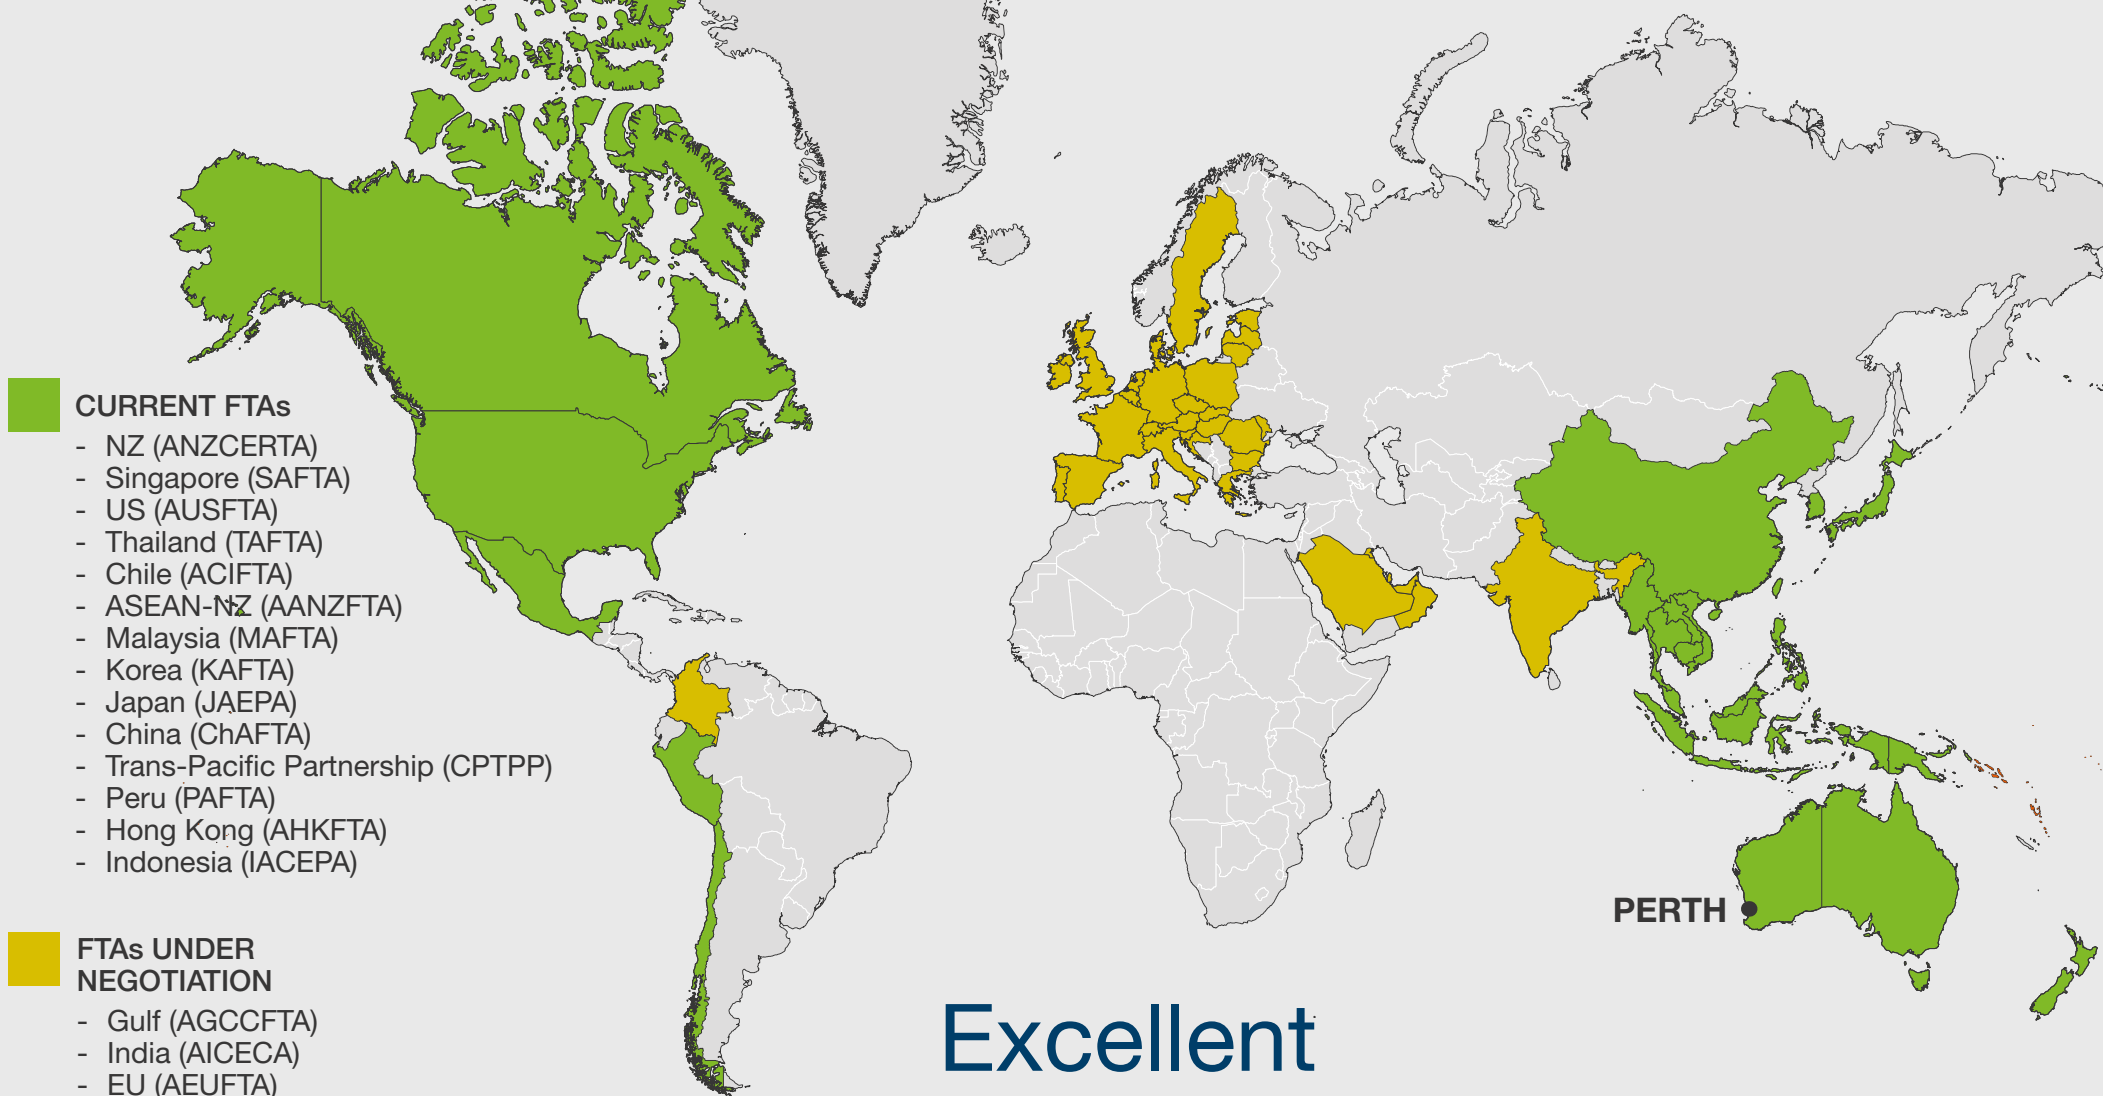 CURRENT FTAs
- NZ (ANZCERTA)
- Singapore (SAFTA)
- US (AUSFTA)
- Thailand (TAFTA)
- Chile (ACIFTA)
- ASEAN-NZ (AANZFTA)
- Malaysia (MAFTA)
- Korea (KAFTA)
- Japan (JAEPA)
- China (ChAFTA)
- Trans-Pacific Partnership (CPTPP)
- Peru (PAFTA)
- Hong Kong (AHKFTA)
- Indonesia (IACEPA)
FTAs UNDER
NEGOTIATION
- Gulf (AGCCFTA)
- India (AICECA)
- EU (AEUFTA)
PERTH
Excellent